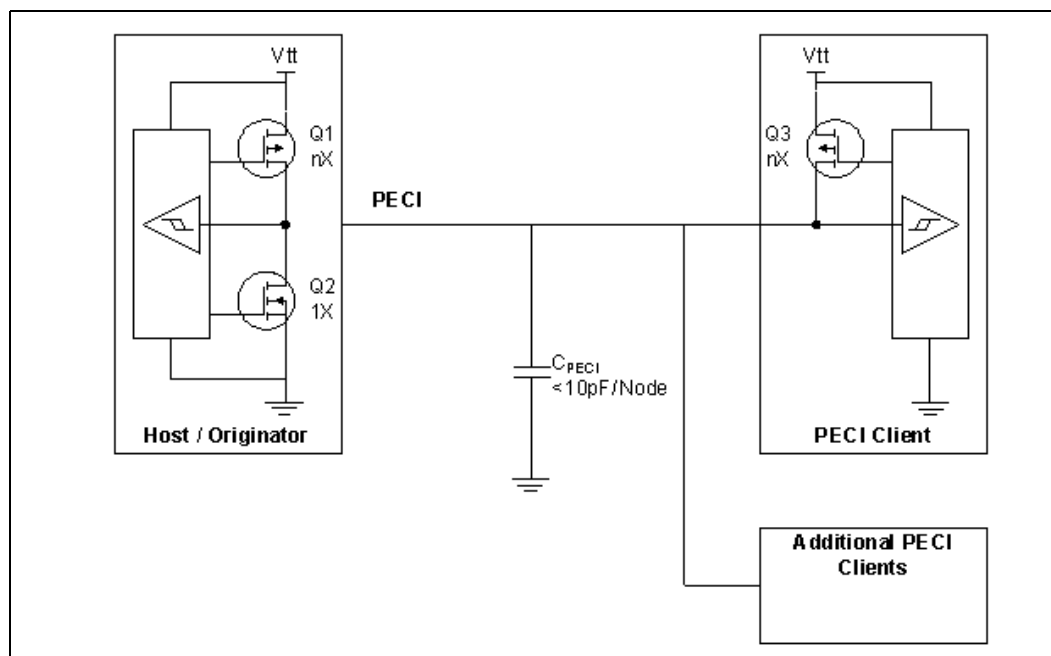 Vtt
Q1
nX
Q2
1X
Host / Originator
PECI
CPECI
<10pF/Node
Vtt
Q3
nX
PECI Client
Additional PECI
Clients